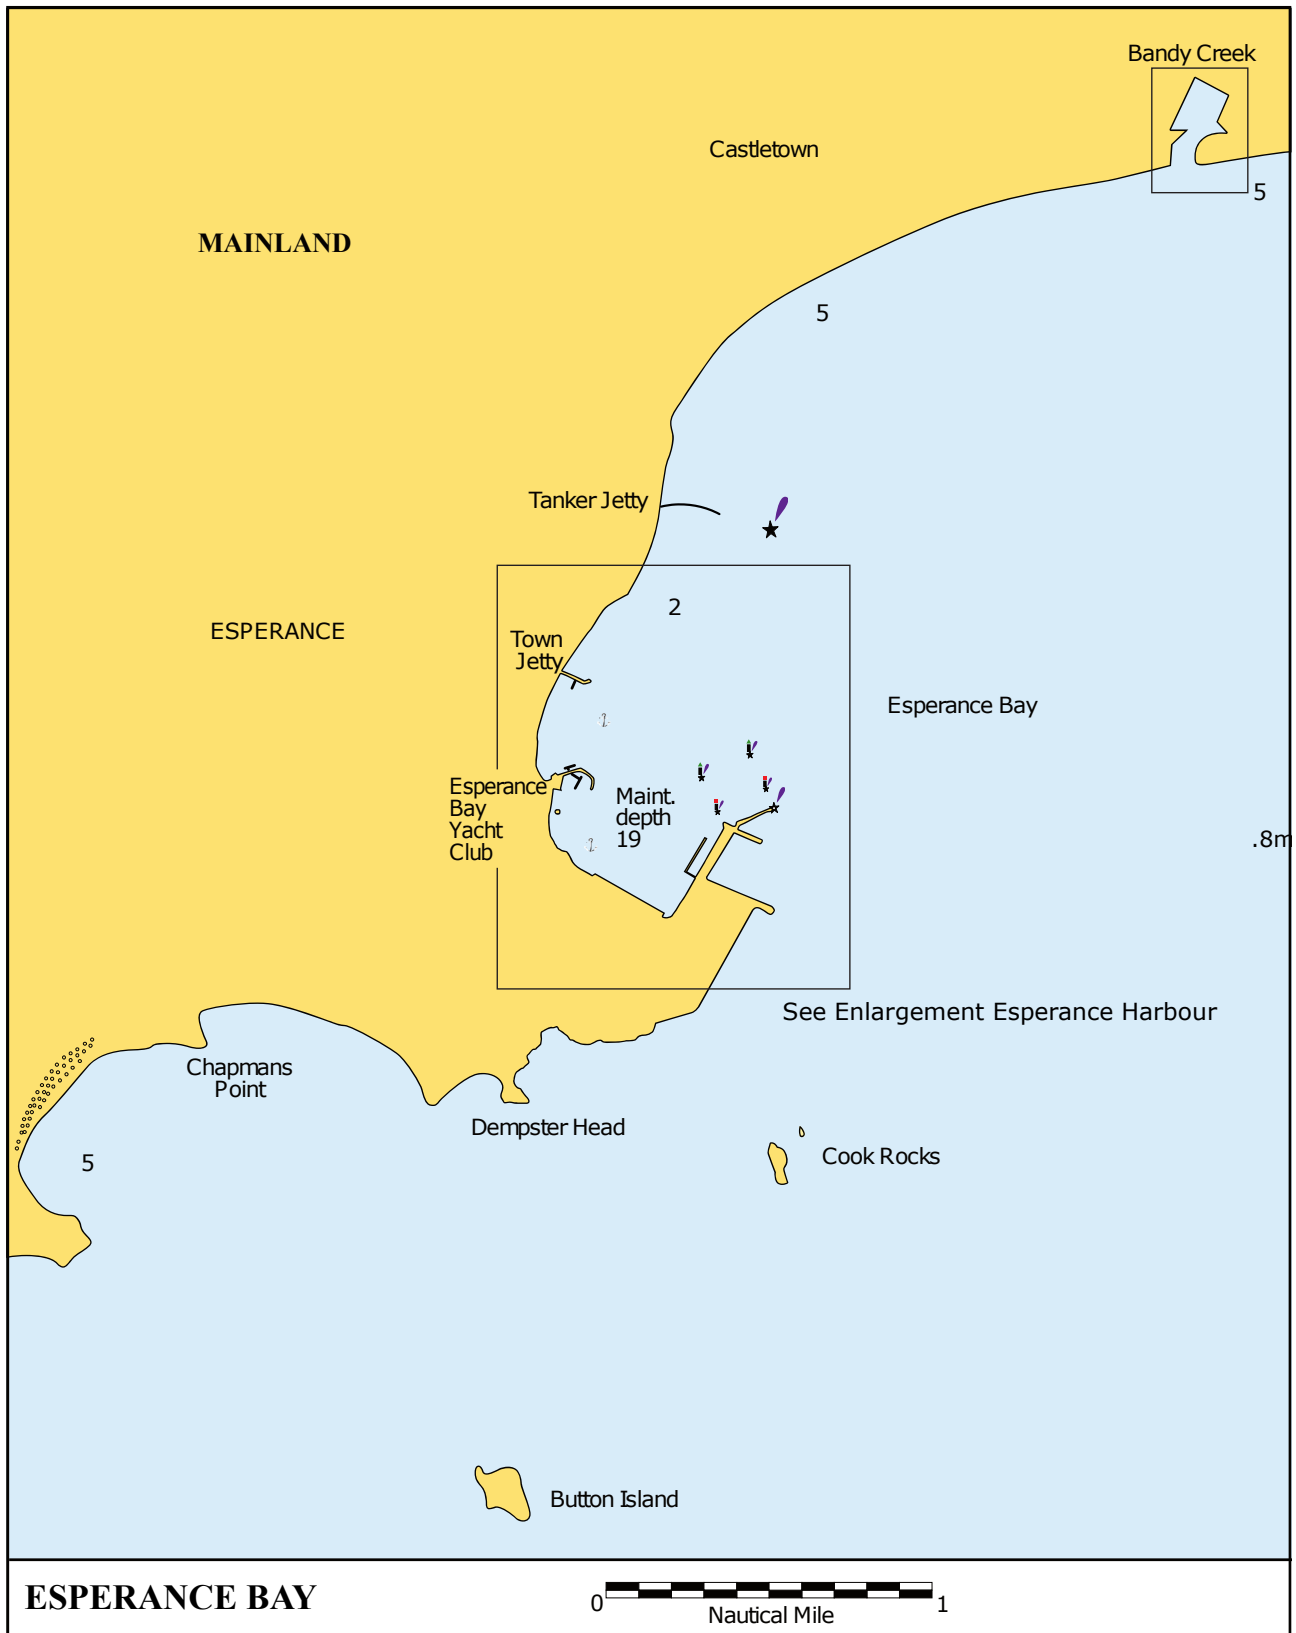 Bandy Creek
Castletown
5
MAINLAND
5
Tanker Jetty
2
ESPERANCE
Town
Jetty
Esperance Bay
Esperance
Bay
Yacht
Club
Maint.
depth
19
.8m
See Enlargement Esperance Harbour
Chapmans
Point
Dempster Head
Cook Rocks
5
Button Island
ESPERANCE BAY
0
1
Nautical Mile